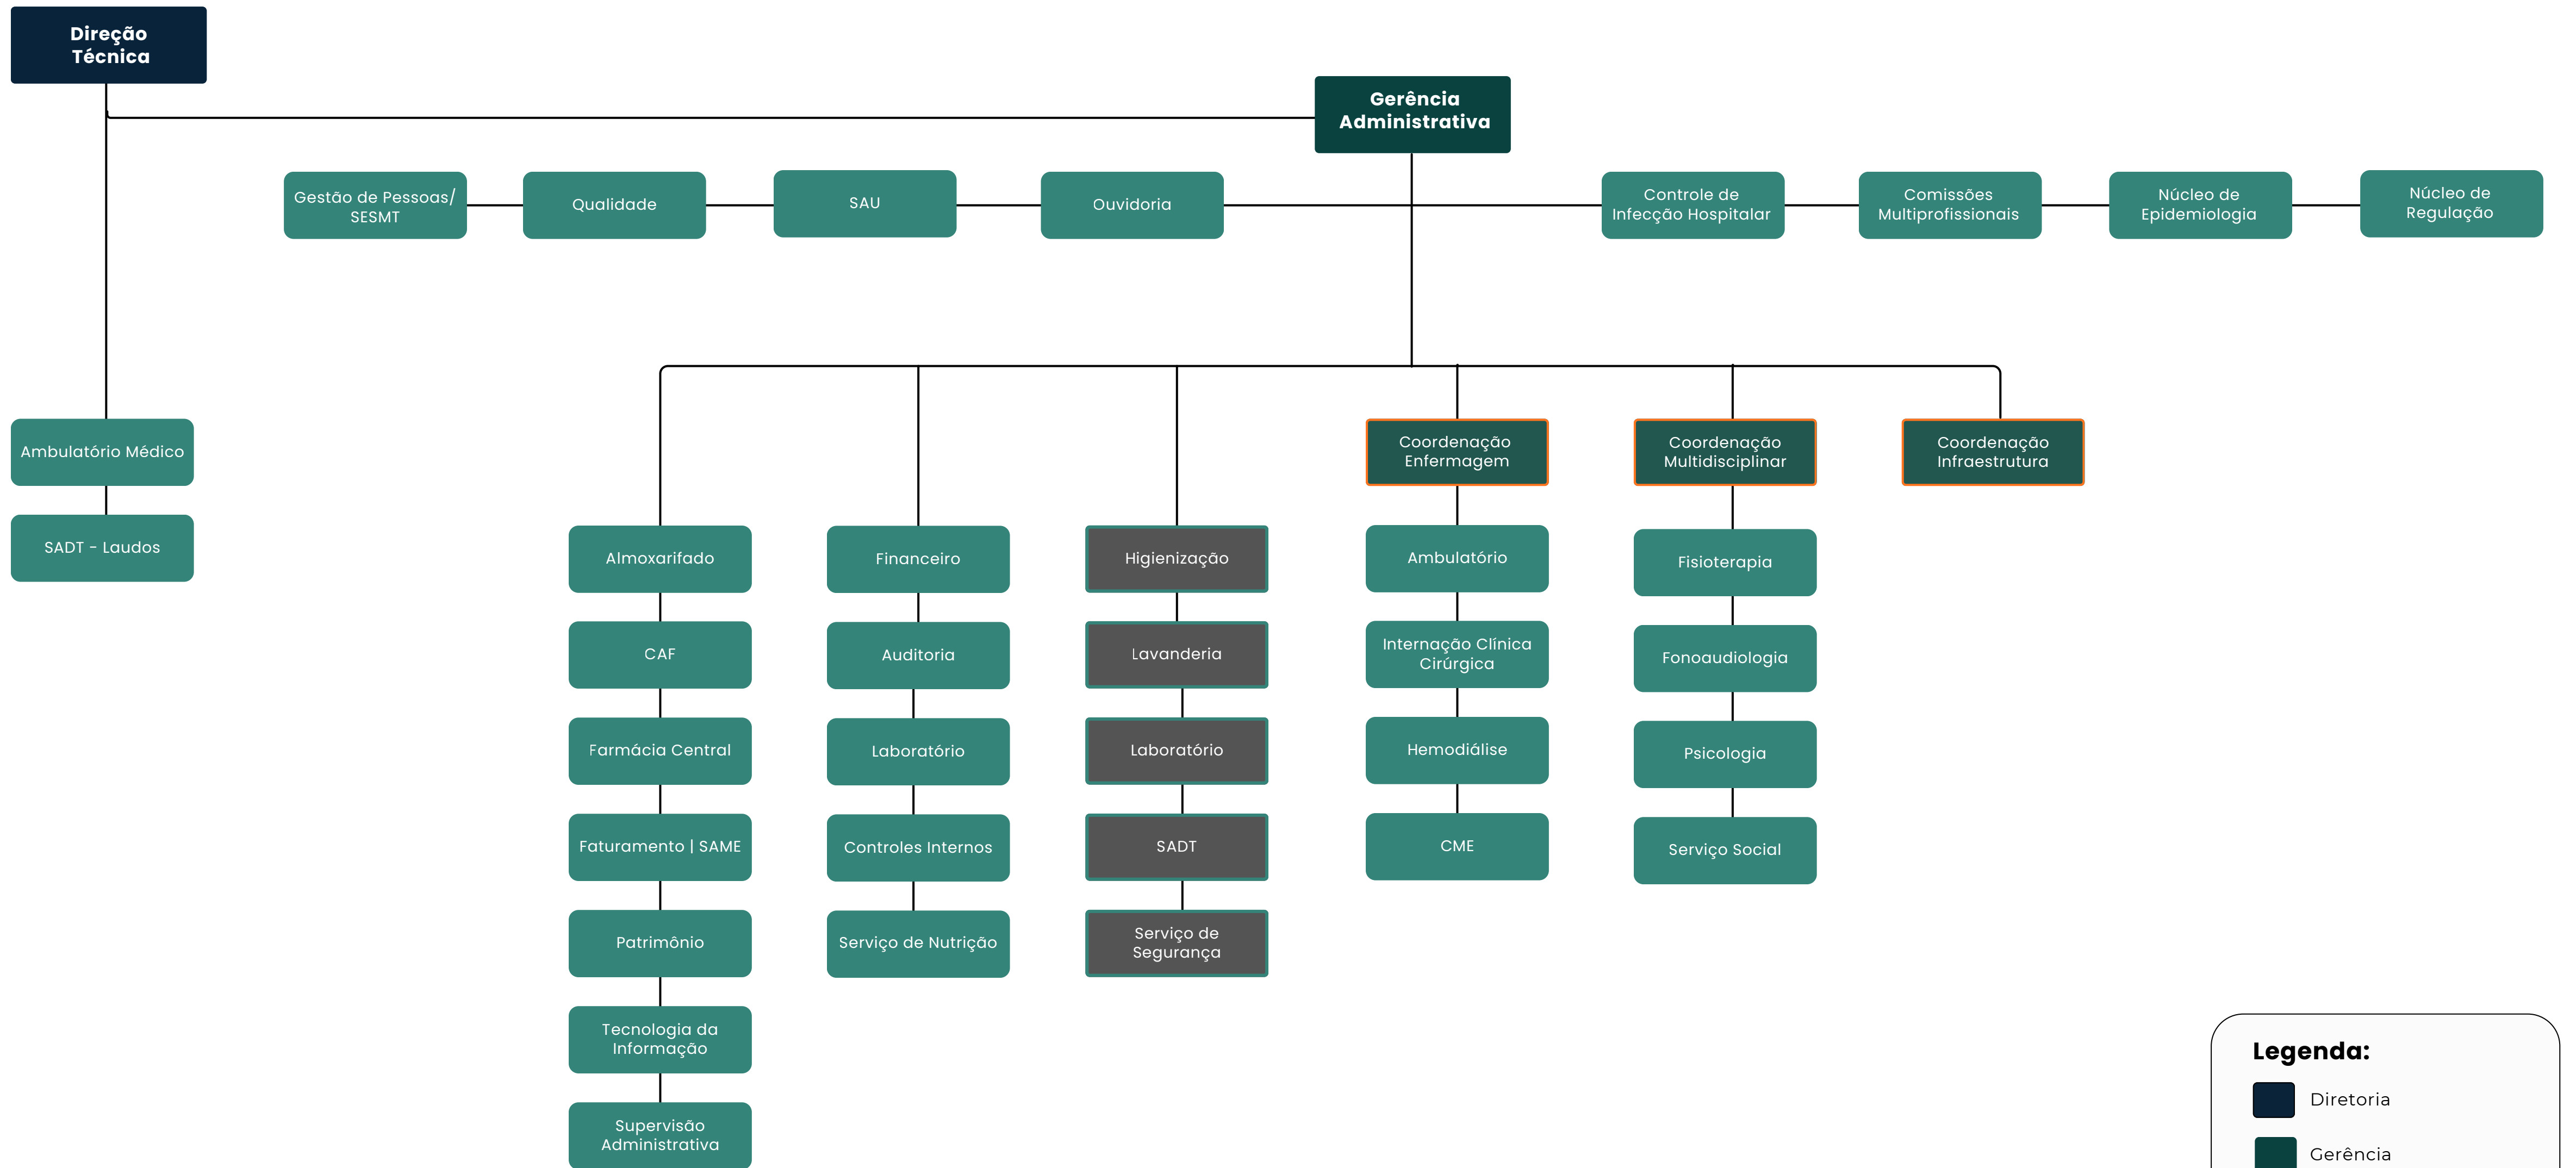 Direção
Técnica
Gerência
Administrativa
Gestão de Pessoas/
SESMT
Qualidade
SAU
Ouvidoria
Controle de
Infecção Hospitalar
Comissões
Multiprofissionais
Núcleo de
Epidemiologia
Núcleo de
Regulação
Ambulatório Médico
SADT - Laudos
Coordenação
Enfermagem
Coordenação
Multidisciplinar
Coordenação
Infraestrutura
Almoxarifado
CAF
Farmácia Central
Faturamento | SAME
Patrimônio
Tecnologia da
Informação
Supervisão
Administrativa
Financeiro
Auditoria
Laboratório
Controles Internos
Serviço de Nutrição
Higienização
Lavanderia
Laboratório
SADT
Serviço de
Segurança
Ambulatório
Internação Clínica
Cirúrgica
Hemodiálise
CME
Fisioterapia
Fonoaudiologia
Psicologia
Serviço Social
Legenda:
Diretoria
Gerência